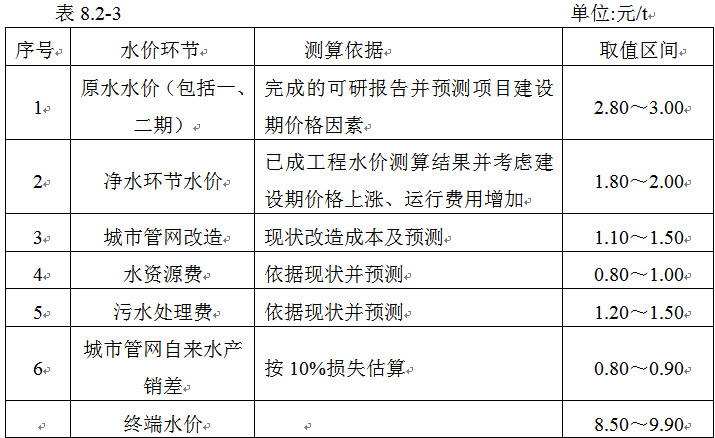 表 8.2-3 单位:元/t
序号 水价环节 测算依据 取值区间
1 原水水价（包括一、
二期） 完成的可研报告并预测项目建设
期价格因素 2.80～3.00
2 净水环节水价 已成工程水价测算结果并考虑建
设期价格上涨、运行费用增加 1.80～2.00
3 城市管网改造 现状改造成本及预测 1.10～1.50
4 水资源费 依据现状并预测 0.80～1.00
5 污水处理费 依据现状并预测 1.20～1.50
6 城市管网自来水产
销差 按 10%损失估算 0.80～0.90
终端水价 8.50～9.90